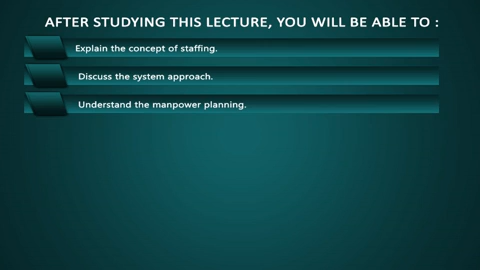 AFTER STUDYING THIS LECTURE, YOU WILL BE ABLE TO :
Explain the concept of staffing.
Discuss the system approach.
Understand the manpower planning.